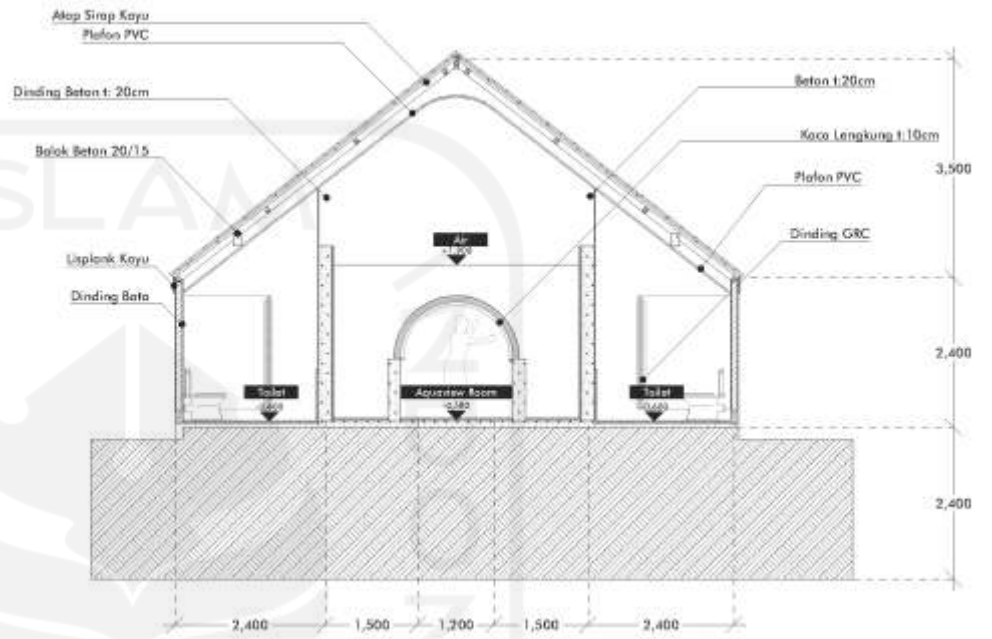 Atap Sirap Kayu
Plafon PVC
Dinding Beton t: 20cm
Balok Beton 20/15
Lisplank Kayu
Dinding Bata
Beton t:20cm
Kaca Lengkung t:10cm
Plafon PVC
Dinding GRC
Air
Toilet
Aquaview Room
Toilet
3,500
2,400
2,400
2,400
1,500
1,200
1,500
2,400
SLAM